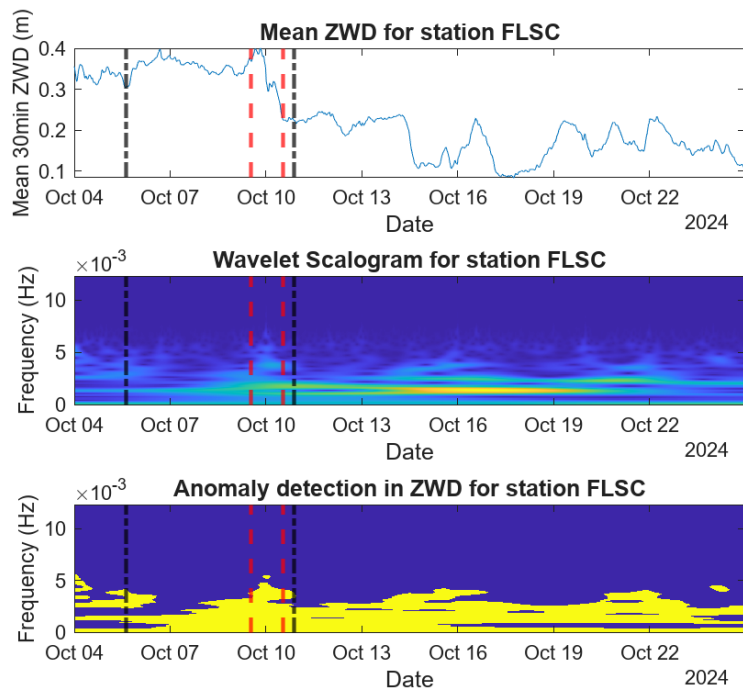 Mean ZWD for station FLSC
Mean 30min ZWD (m)
0.4
0.3
0.2
0.1
Oct 04 Oct 07 Oct 10 Oct 13 Oct 16 Oct 19 Oct 22
Date
2024
Wavelet Scalogram for station FLSC
×10⁻³
Frequency (Hz)
10
5
0
Oct 04 Oct 07 Oct 10 Oct 13 Oct 16 Oct 19 Oct 22
Date
2024
Anomaly detection in ZWD for station FLSC
×10⁻³
Frequency (Hz)
10
5
0
Oct 04 Oct 07 Oct 10 Oct 13 Oct 16 Oct 19 Oct 22
Date
2024